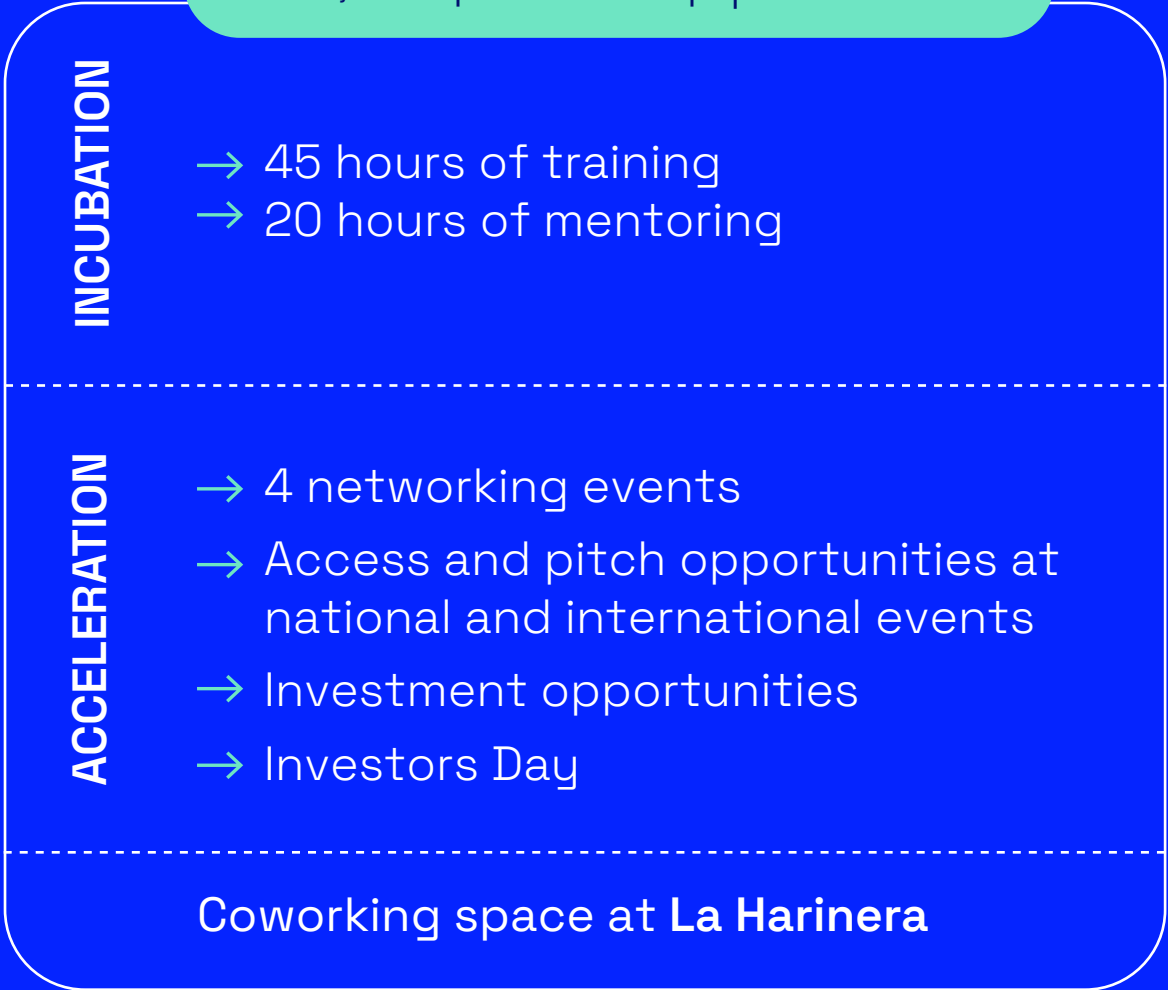 INCUBATION
→ 45 hours of training
→ 20 hours of mentoring
ACCELERATION
→ 4 networking events
→ Access and pitch opportunities at
national and international events
→ Investment opportunities
→ Investors Day
Coworking space at La Harinera